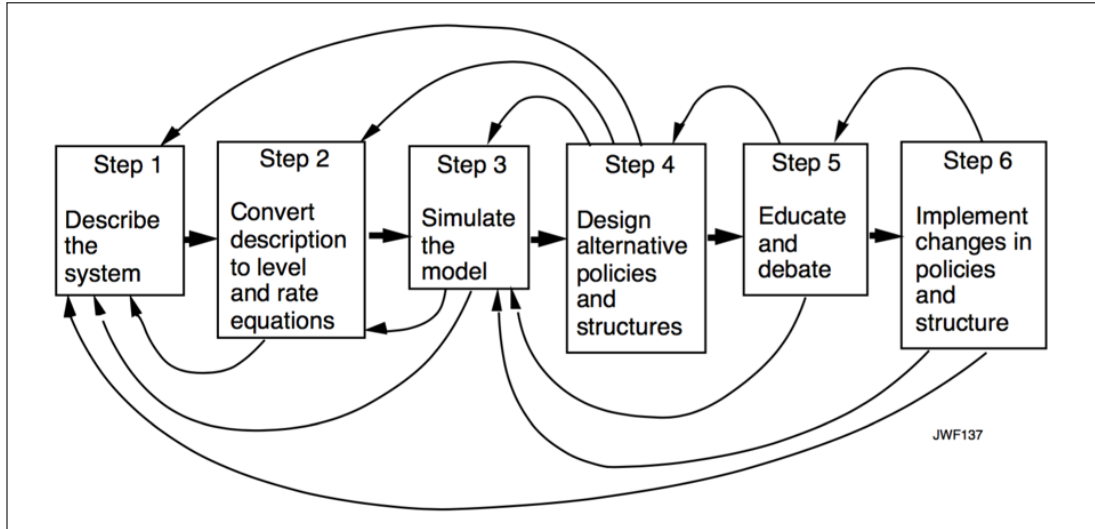 Step 1
Describe
the
system
Step 2
Convert
description
to level
and rate
equations
Step 3
Simulate
the
model
Step 4
Design
alternative
policies
and
structures
Step 5
Educate
and
debate
Step 6
Implement
changes in
policies
and
structure
JWF137